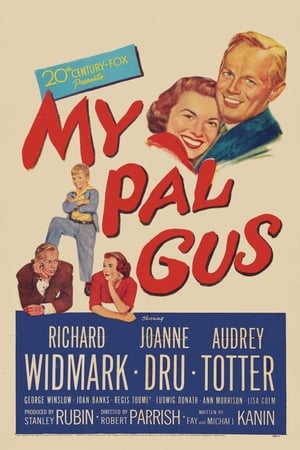 20th CENTURY-FOX
Presents
MY
PAL
GUS
Starring
RICHARD JOANNE AUDREY
WIDMARK · DRU · TOTTER
GEORGE WINSLOW · JOAN BANKS · REGIS TOOMEY · LUDWIG DONATH · ANN MORRISON · LISA GOLM
PRODUCED BY STANLEY RUBIN DIRECTED BY ROBERT PARRISH WRITTEN BY FAY and MICHAEL KANIN